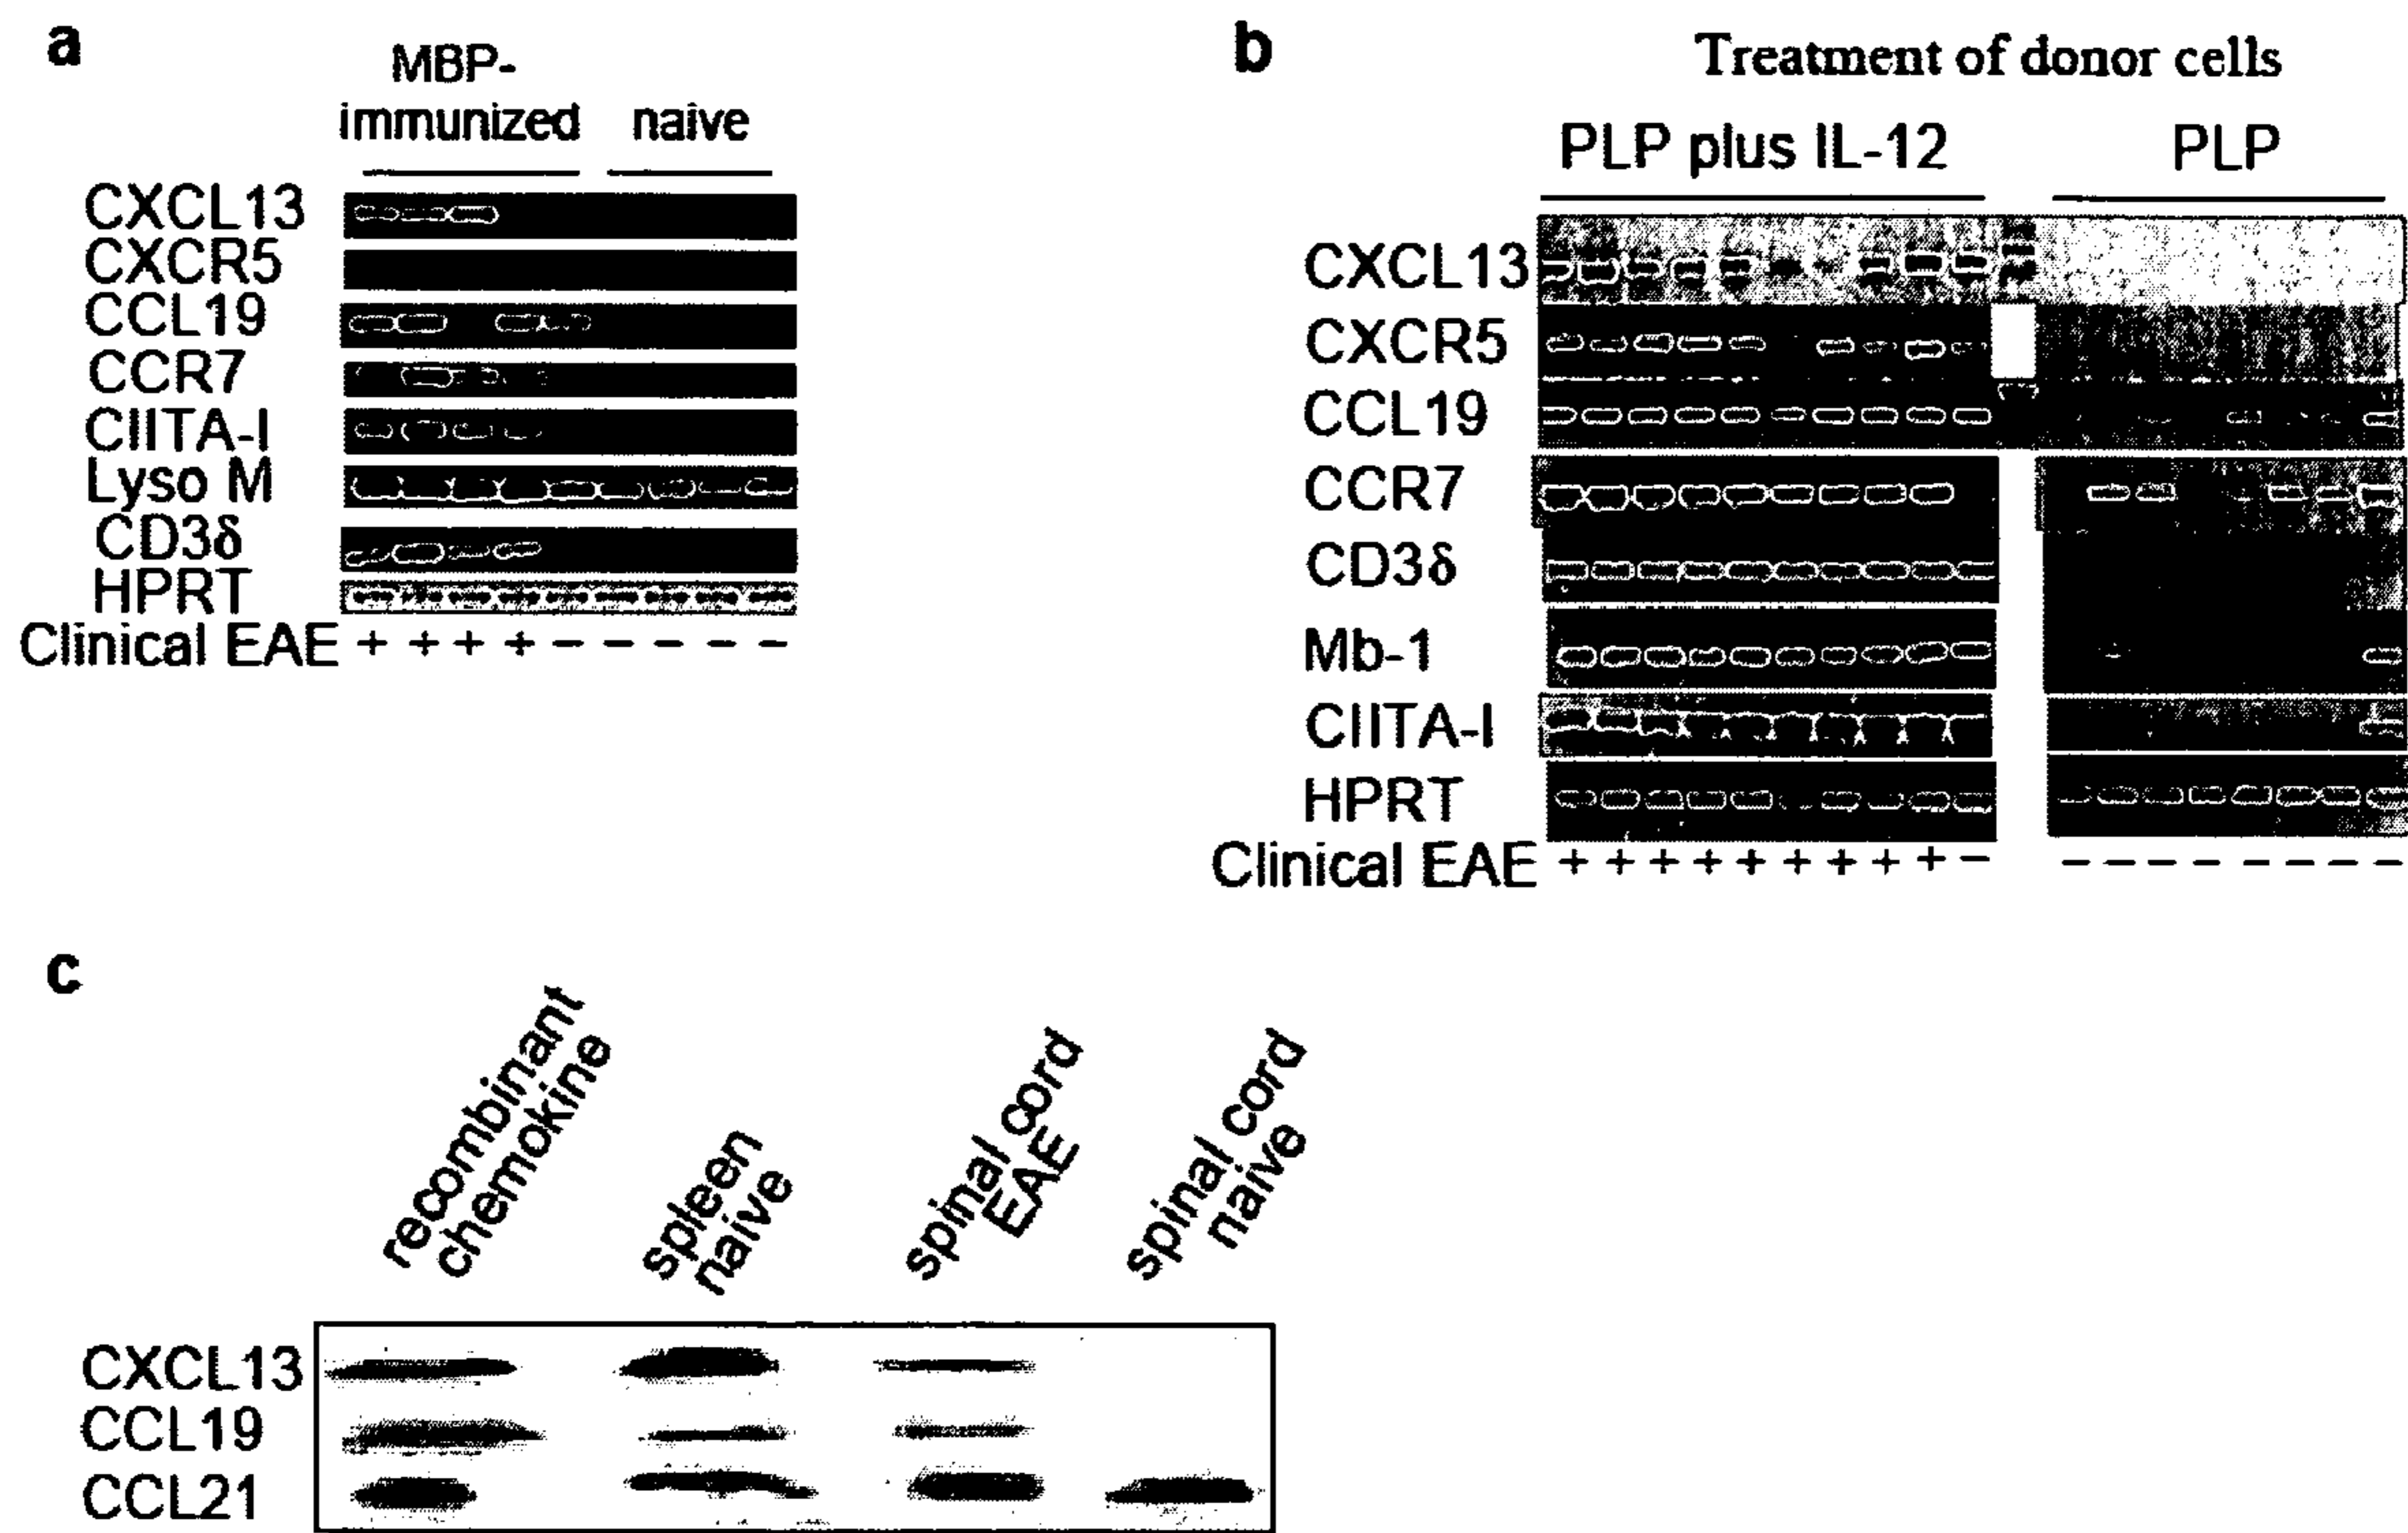 a
MBP-
immunized naive
CXCL13
CXCR5
CCL19
CCR7
CIITA-I
Lyso M
CD3δ
HPRT
Clinical EAE + + + + − − − − −
b
Treatment of donor cells
PLP plus IL-12 PLP
CXCL13
CXCR5
CCL19
CCR7
CD3δ
Mb-1
CIITA-I
HPRT
Clinical EAE + + + + + + + + + − − − − − − − − −
c
recombinant
chemokine
spleen
naive
spinal cord
EAE
spinal cord
naive
CXCL13
CCL19
CCL21